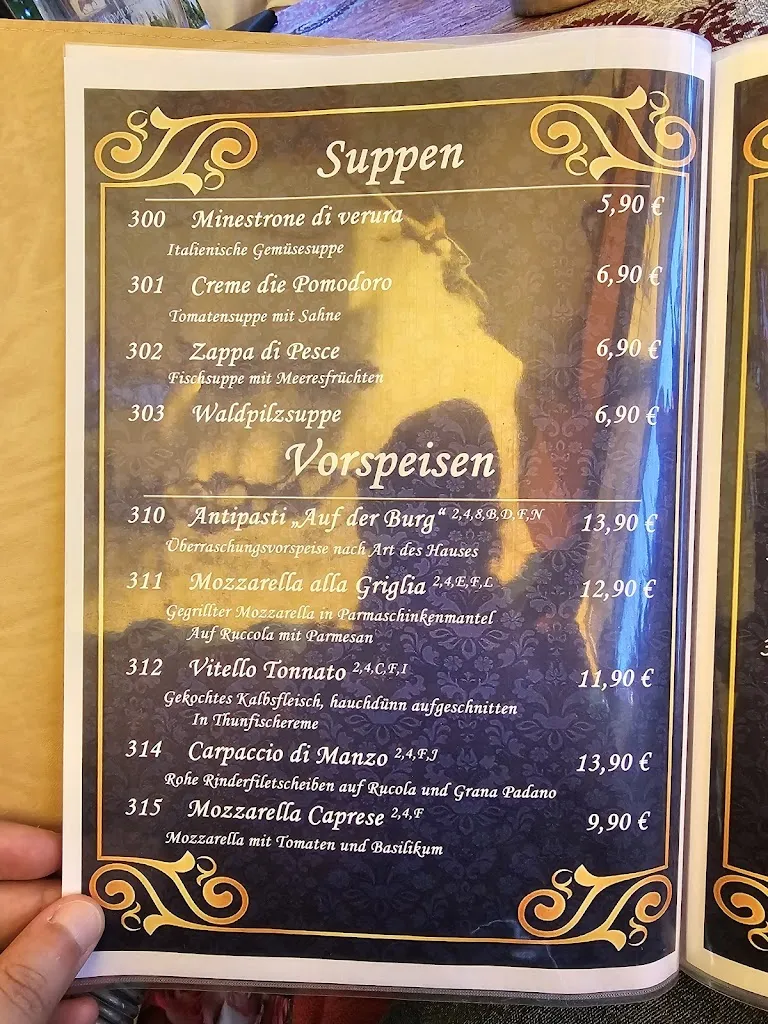 Suppen
300 Minestrone di verura 5,90 €
Italienische Gemüsesuppe
301 Creme die Pomodoro 6,90 €
Tomatensuppe mit Sahne
302 Zappa di Pesce 6,90 €
Fischsuppe mit Meeresfrüchten
303 Waldpilzsuppe 6,90 €
Vorspeisen
310 Antipasti „Auf der Burg“ 2,4,8,B,D,F,N 13,90 €
Überraschungsvorspeise nach Art des Hauses
311 Mozzarella alla Griglia 2,4,E,F,L 12,90 €
Gegrillter Mozzarella in Parmaschinkenmantel
Auf Ruccola mit Parmesan
312 Vitello Tonnato 2,4,C,F,I 11,90 €
Gekochtes Kalbsfleisch, hauchdünn aufgeschnitten
In Thunfischereme
314 Carpaccio di Manzo 2,4,F,J 13,90 €
Rohe Rinderfiletscheiben auf Rucola und Grana Padano
315 Mozzarella Caprese 2,4,F 9,90 €
Mozzarella mit Tomaten und Basilikum